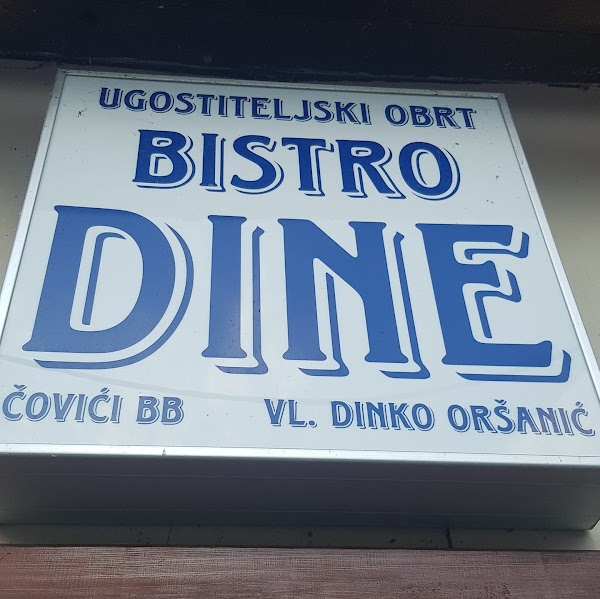 UGOSTITELJSKI OBRT
BISTRO
DINE
ČOVIĆI BB VL. DINKO ORŠANIĆ